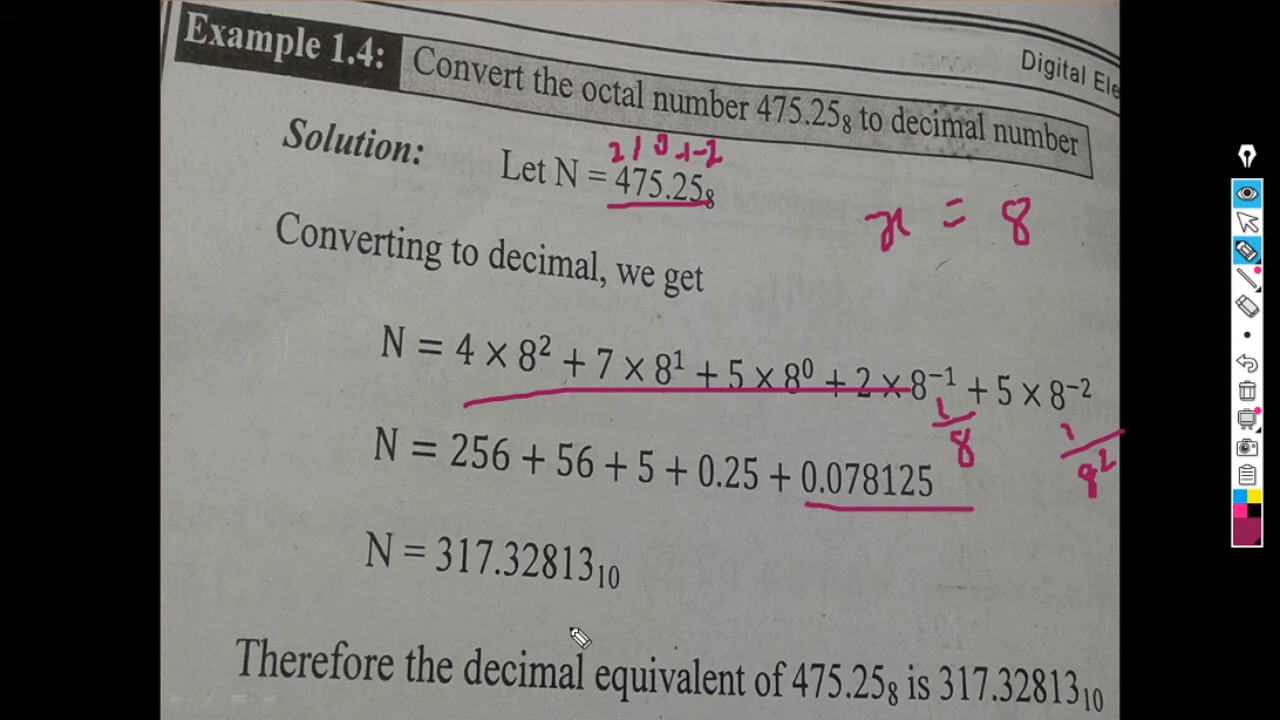 Digital Ele
Example 1.4: Convert the octal number 475.25₈ to decimal number
2 1 0 -1 -2
Solution: Let N = 475.25₈
x = 8
Converting to decimal, we get
N = 4 × 8² + 7 × 8¹ + 5 × 8⁰ + 2 × 8⁻¹ + 5 × 8⁻²
1/8 1/8²
N = 256 + 56 + 5 + 0.25 + 0.078125
N = 317.32813₁₀
Therefore the decimal equivalent of 475.25₈ is 317.32813₁₀